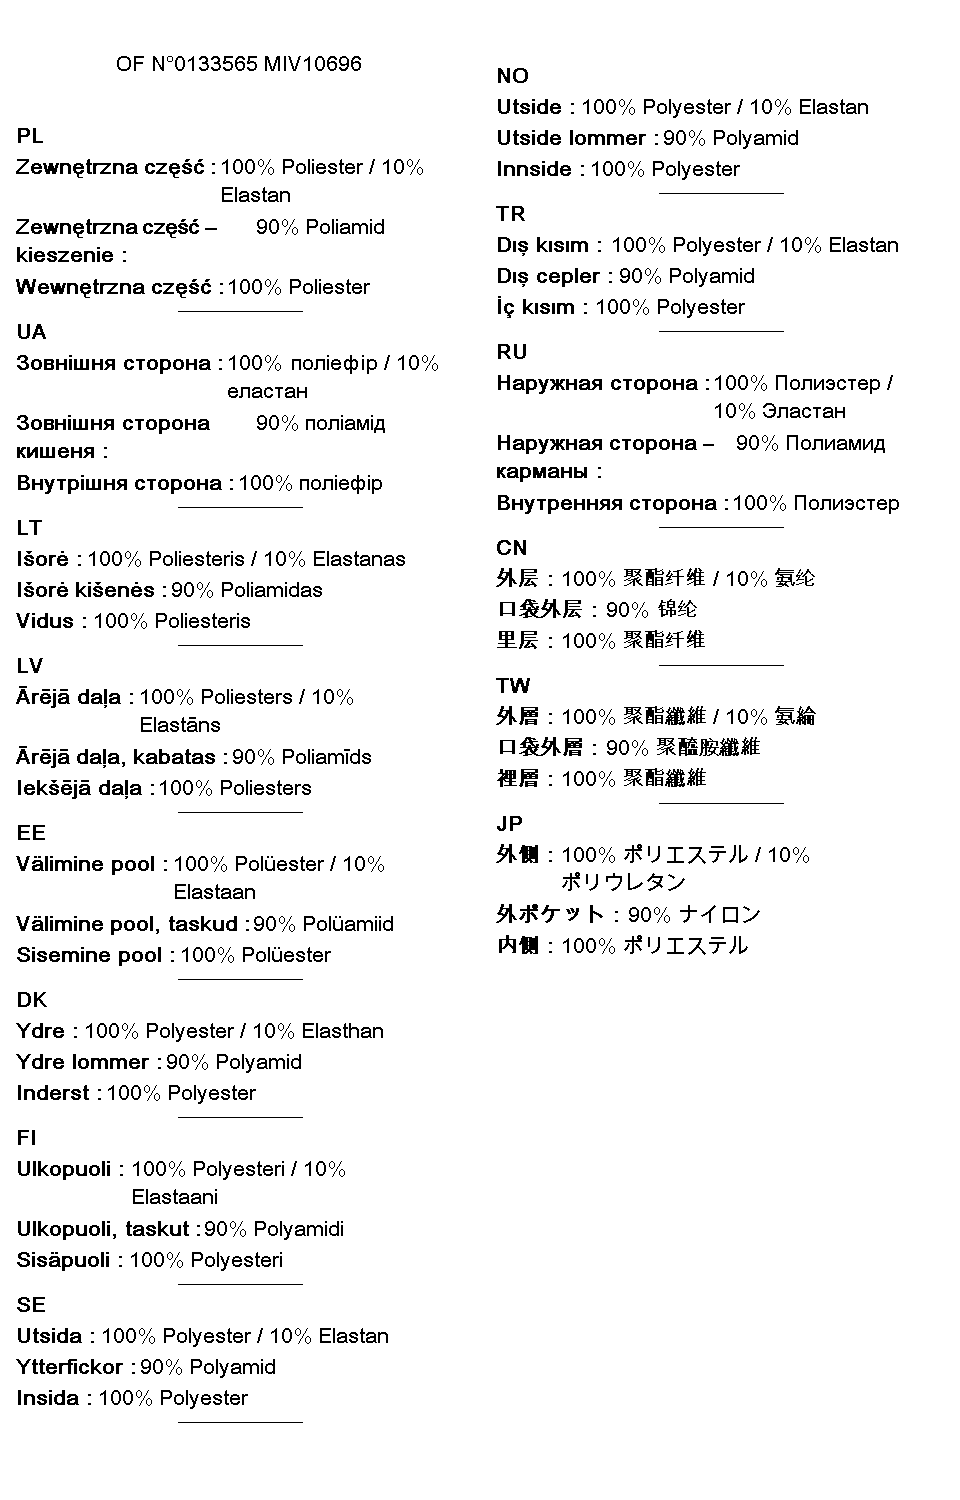 OF N°0133565 MIV10696
PL
Zewnętrzna część : 100% Poliester / 10%
Elastan
Zewnętrzna część – 90% Poliamid
kieszenie :
Wewnętrzna część : 100% Poliester
UA
Зовнішня сторона : 100% поліефір / 10%
еластан
Зовнішня сторона 90% поліамід
кишеня :
Внутрішня сторона : 100% поліефір
LT
Išorė : 100% Poliesteris / 10% Elastanas
Išorė kišenės : 90% Poliamidas
Vidus : 100% Poliesteris
LV
Ārējā daļa : 100% Poliesters / 10%
Elastāns
Ārējā daļa, kabatas : 90% Poliamīds
Iekšējā daļa : 100% Poliesters
EE
Välimine pool : 100% Polüester / 10%
Elastaan
Välimine pool, taskud : 90% Polüamiid
Sisemine pool : 100% Polüester
DK
Ydre : 100% Polyester / 10% Elasthan
Ydre lommer : 90% Polyamid
Inderst : 100% Polyester
FI
Ulkopuoli : 100% Polyesteri / 10%
Elastaani
Ulkopuoli, taskut : 90% Polyamidi
Sisäpuoli : 100% Polyesteri
SE
Utsida : 100% Polyester / 10% Elastan
Ytterfickor : 90% Polyamid
Insida : 100% Polyester
NO
Utside : 100% Polyester / 10% Elastan
Utside lommer : 90% Polyamid
Innside : 100% Polyester
TR
Dış kısım : 100% Polyester / 10% Elastan
Dış cepler : 90% Polyamid
İç kısım : 100% Polyester
RU
Наружная сторона : 100% Полиэстер /
10% Эластан
Наружная сторона – 90% Полиамид
карманы :
Внутренняя сторона : 100% Полиэстер
CN
外层 : 100% 聚酯纤维 / 10% 氨纶
口袋外层 : 90% 锦纶
里层 : 100% 聚酯纤维
TW
外層 : 100% 聚酯纖維 / 10% 氨綸
口袋外層 : 90% 聚醯胺纖維
裡層 : 100% 聚酯纖維
JP
外側 : 100% ポリエステル / 10%
ポリウレタン
外ポケット : 90% ナイロン
内側 : 100% ポリエステル